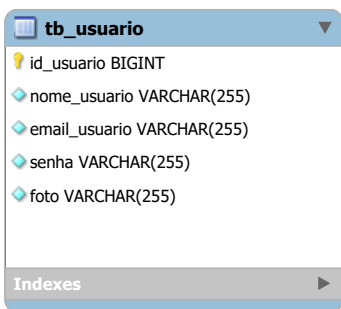 tb_usuario
id_usuario BIGINT
nome_usuario VARCHAR(255)
email_usuario VARCHAR(255)
senha VARCHAR(255)
foto VARCHAR(255)
Indexes